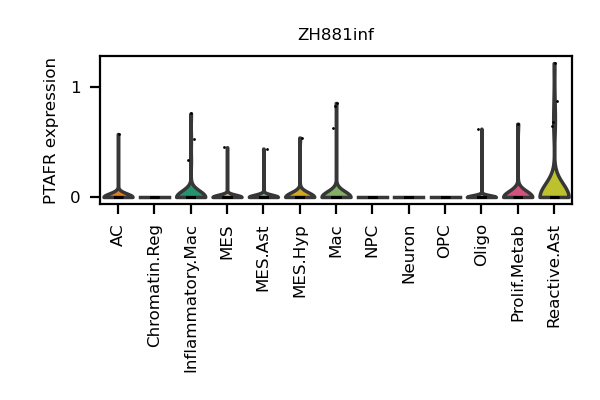 ZH881inf
PTAFR expression
1
0
AC
Chromatin.Reg
Inflammatory.Mac
MES
MES.Ast
MES.Hyp
Mac
NPC
Neuron
OPC
Oligo
Prolif.Metab
Reactive.Ast